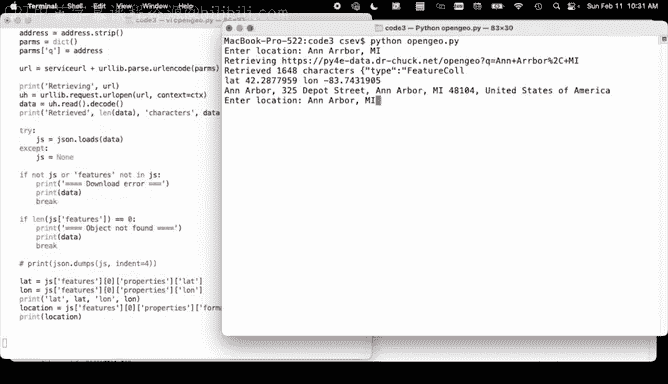 Terminal Shell Edit View Window Help
Sun Feb 11 10:31 AM
bilibili.com
code3 — vi opengeo.py — 86×32
address = address.strip()
parms = dict()
parms['q'] = address
url = serviceurl + urllib.parse.urlencode(parms)
print('Retrieving', url)
uh = urllib.request.urlopen(url, context=ctx)
data = uh.read().decode()
print('Retrieved', len(data), 'characters', data
try:
js = json.loads(data)
except:
js = None
if not js or 'features' not in js:
print('==== Download error ===')
print(data)
break
if len(js['features']) == 0:
print('==== Object not found ====')
print(data)
break
# print(json.dumps(js, indent=4))
lat = js['features'][0]['properties']['lat']
lon = js['features'][0]['properties']['lon']
print('lat', lat, 'lon', lon)
location = js['features'][0]['properties']['form
print(location)
code3 — Python opengeo.py — 83×30
MacBook-Pro-522:code3 csev$ python opengeo.py
Enter location: Ann Arrbor, MI
Retrieving https://py4e-data.dr-chuck.net/opengeo?q=Ann+Arrbor%2C+MI
Retrieved 1648 characters {"type":"FeatureColl
lat 42.2877959 lon -83.7431905
Ann Arbor, 325 Depot Street, Ann Arbor, MI 48104, United States of America
Enter location: Ann Arbor, MI